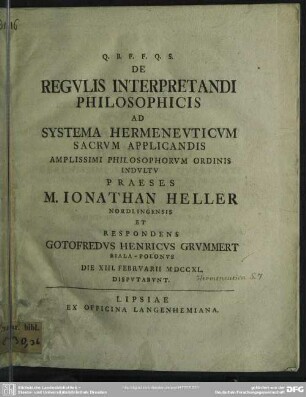 Q. B. F. F. Q. S.
DE
REGVLIS INTERPRETANDI
PHILOSOPHICIS
AD
SYSTEMA HERMENEVTICVM
SACRVM APPLICANDIS
AMPLISSIMI PHILOSOPHORVM ORDINIS
INDVLTV
PRAESES
M. IONATHAN HELLER
NORDLINGENSIS
ET
RESPONDENS
GOTOFREDVS HENRICVS GRVMMERT
BIALA-POLONVS
DIE XIII. FEBRVARII MDCCXL.
DISPVTABVNT.
LIPSIAE
EX OFFICINA LANGENHEMIANA.
bibl.